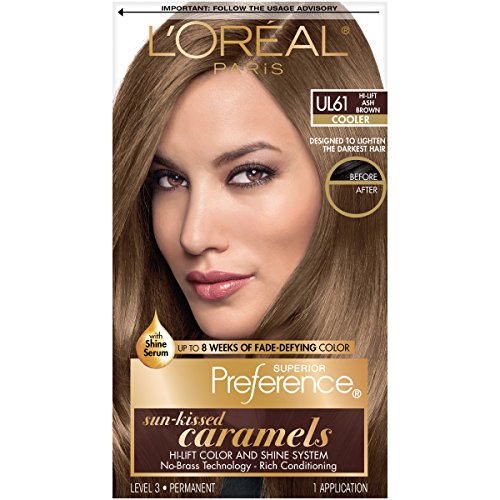 IMPORTANT: FOLLOW THE USAGE ADVISORY
L'ORÉAL®
PARIS
UL61 HI-LIFT ASH BROWN
COOLER
DESIGNED TO LIGHTEN
THE DARKEST HAIR
BEFORE
AFTER
with
Shine
Serum
UP TO 8 WEEKS OF FADE-DEFYING COLOR
SUPERIOR
Preference®
sun-kissed
caramels
HI-LIFT COLOR AND SHINE SYSTEM
No-Brass Technology - Rich Conditioning
LEVEL 3 • PERMANENT
1 APPLICATION